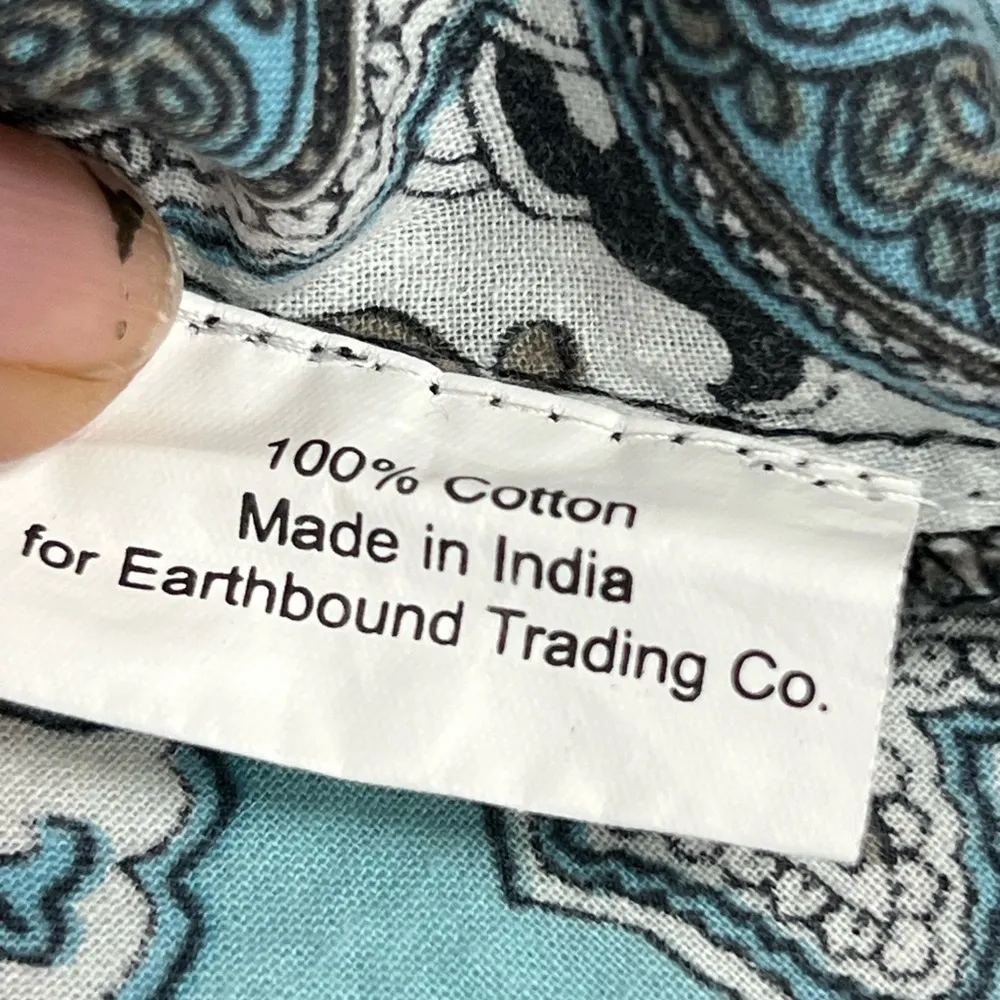 100% Cotton
Made in India
for Earthbound Trading Co.